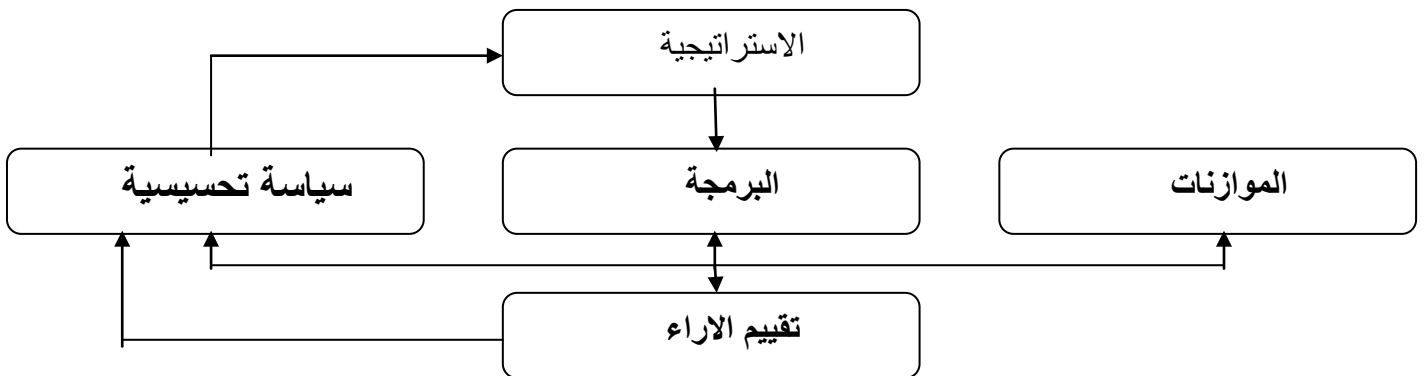 الاستراتيجية
الموازنات
البرمجة
سياسة تحسيسية
تقييم الاراء